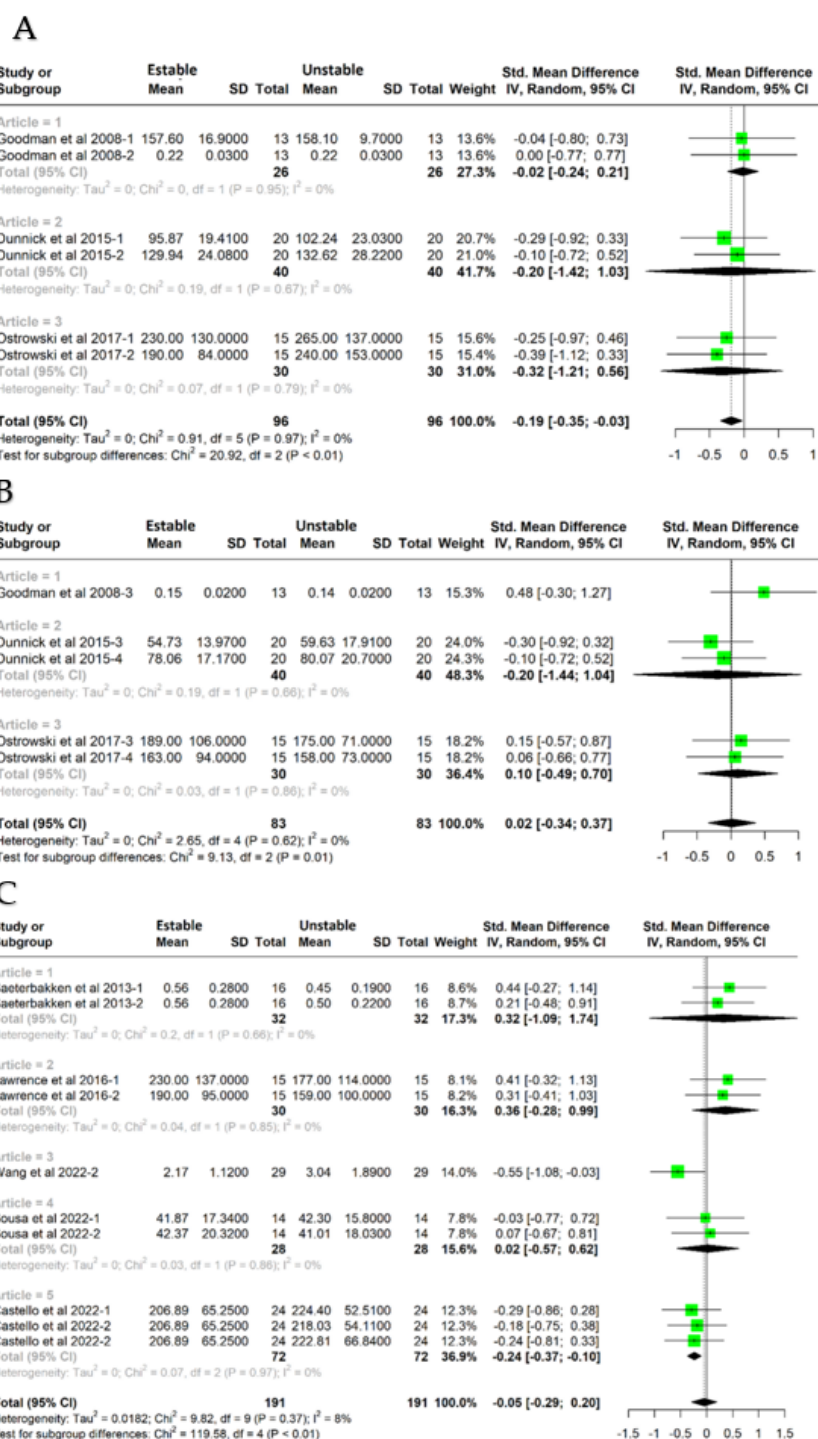 A
Study or Estable Unstable Std. Mean Difference Std. Mean Difference
Subgroup Mean SD Total Mean SD Total Weight IV, Random, 95% CI IV, Random, 95% CI
Article = 1
Goodman et al 2008-1 157.60 16.9000 13 158.10 9.7000 13 13.6% -0.04 [-0.80; 0.73]
Goodman et al 2008-2 0.22 0.0300 13 0.22 0.0300 13 13.6% 0.00 [-0.77; 0.77]
Total (95% CI) 26 26 27.3% -0.02 [-0.24; 0.21]
Heterogeneity: Tau² = 0; Chi² = 0, df = 1 (P = 0.95); I² = 0%
Article = 2
Dunnick et al 2015-1 95.87 19.4100 20 102.24 23.0300 20 20.7% -0.29 [-0.92; 0.33]
Dunnick et al 2015-2 129.94 24.0800 20 132.62 28.2200 20 21.0% -0.10 [-0.72; 0.52]
Total (95% CI) 40 40 41.7% -0.20 [-1.42; 1.03]
Heterogeneity: Tau² = 0; Chi² = 0.19, df = 1 (P = 0.67); I² = 0%
Article = 3
Ostrowski et al 2017-1 230.00 130.0000 15 265.00 137.0000 15 15.6% -0.25 [-0.97; 0.46]
Ostrowski et al 2017-2 190.00 84.0000 15 240.00 153.0000 15 15.4% -0.39 [-1.12; 0.33]
Total (95% CI) 30 30 31.0% -0.32 [-1.21; 0.56]
Heterogeneity: Tau² = 0; Chi² = 0.07, df = 1 (P = 0.79); I² = 0%
Total (95% CI) 96 96 100.0% -0.19 [-0.35; -0.03]
Heterogeneity: Tau² = 0; Chi² = 0.91, df = 5 (P = 0.97); I² = 0%
Test for subgroup differences: Chi² = 20.92, df = 2 (P < 0.01)
-1 -0.5 0 0.5 1
B
Study or Estable Unstable Std. Mean Difference Std. Mean Difference
Subgroup Mean SD Total Mean SD Total Weight IV, Random, 95% CI IV, Random, 95% CI
Article = 1
Goodman et al 2008-3 0.15 0.0200 13 0.14 0.0200 13 15.3% 0.48 [-0.30; 1.27]
Article = 2
Dunnick et al 2015-3 54.73 13.9700 20 59.63 17.9100 20 24.0% -0.30 [-0.92; 0.32]
Dunnick et al 2015-4 78.06 17.1700 20 80.07 20.7000 20 24.3% -0.10 [-0.72; 0.52]
Total (95% CI) 40 40 48.3% -0.20 [-1.44; 1.04]
Heterogeneity: Tau² = 0; Chi² = 0.19, df = 1 (P = 0.66); I² = 0%
Article = 3
Ostrowski et al 2017-3 189.00 106.0000 15 175.00 71.0000 15 18.2% 0.15 [-0.57; 0.87]
Ostrowski et al 2017-4 163.00 94.0000 15 158.00 73.0000 15 18.2% 0.06 [-0.66; 0.77]
Total (95% CI) 30 30 36.4% 0.10 [-0.49; 0.70]
Heterogeneity: Tau² = 0; Chi² = 0.03, df = 1 (P = 0.86); I² = 0%
Total (95% CI) 83 83 100.0% 0.02 [-0.34; 0.37]
Heterogeneity: Tau² = 0; Chi² = 2.65, df = 4 (P = 0.62); I² = 0%
Test for subgroup differences: Chi² = 9.13, df = 2 (P = 0.01)
-1 -0.5 0 0.5 1
C
Study or Estable Unstable Std. Mean Difference Std. Mean Difference
ubgroup Mean SD Total Mean SD Total Weight IV, Random, 95% CI IV, Random, 95% CI
rticle = 1
aeterbakken et al 2013-1 0.56 0.2800 16 0.45 0.1900 16 8.6% 0.44 [-0.27; 1.14]
aeterbakken et al 2013-2 0.56 0.2800 16 0.50 0.2200 16 8.7% 0.21 [-0.48; 0.91]
otal (95% CI) 32 32 17.3% 0.32 [-1.09; 1.74]
eterogeneity: Tau² = 0; Chi² = 0.2, df = 1 (P = 0.66); I² = 0%
rticle = 2
awrence et al 2016-1 230.00 137.0000 15 177.00 114.0000 15 8.1% 0.41 [-0.32; 1.13]
awrence et al 2016-2 190.00 95.0000 15 159.00 100.0000 15 8.2% 0.31 [-0.41; 1.03]
otal (95% CI) 30 30 16.3% 0.36 [-0.28; 0.99]
eterogeneity: Tau² = 0; Chi² = 0.04, df = 1 (P = 0.85); I² = 0%
rticle = 3
Wang et al 2022-2 2.17 1.1200 29 3.04 1.8900 29 14.0% -0.55 [-1.08; -0.03]
rticle = 4
ousa et al 2022-1 41.87 17.3400 14 42.30 15.8000 14 7.8% -0.03 [-0.77; 0.72]
ousa et al 2022-2 42.37 20.3200 14 41.01 18.0300 14 7.8% 0.07 [-0.67; 0.81]
otal (95% CI) 28 28 15.6% 0.02 [-0.57; 0.62]
eterogeneity: Tau² = 0; Chi² = 0.03, df = 1 (P = 0.86); I² = 0%
rticle = 5
astello et al 2022-1 206.89 65.2500 24 224.40 52.5100 24 12.3% -0.29 [-0.86; 0.28]
astello et al 2022-2 206.89 65.2500 24 218.03 54.1100 24 12.3% -0.18 [-0.75; 0.38]
astello et al 2022-2 206.89 65.2500 24 222.81 66.8400 24 12.3% -0.24 [-0.81; 0.33]
otal (95% CI) 72 72 36.9% -0.24 [-0.37; -0.10]
eterogeneity: Tau² = 0; Chi² = 0.07, df = 2 (P = 0.97); I² = 0%
otal (95% CI) 191 191 100.0% -0.05 [-0.29; 0.20]
eterogeneity: Tau² = 0.0182; Chi² = 9.82, df = 9 (P = 0.37); I² = 8%
est for subgroup differences: Chi² = 119.58, df = 4 (P < 0.01)
-1.5 -1 -0.5 0 0.5 1 1.5